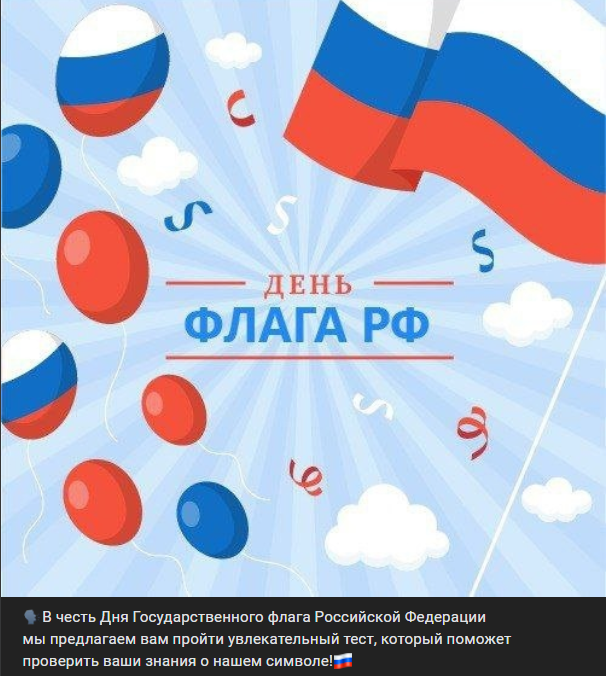 ДЕНЬ
ФЛАГА РФ
🗣В честь Дня Государственного флага Российской Федерации
мы предлагаем вам пройти увлекательный тест, который поможет
проверить ваши знания о нашем символе!🇷🇺